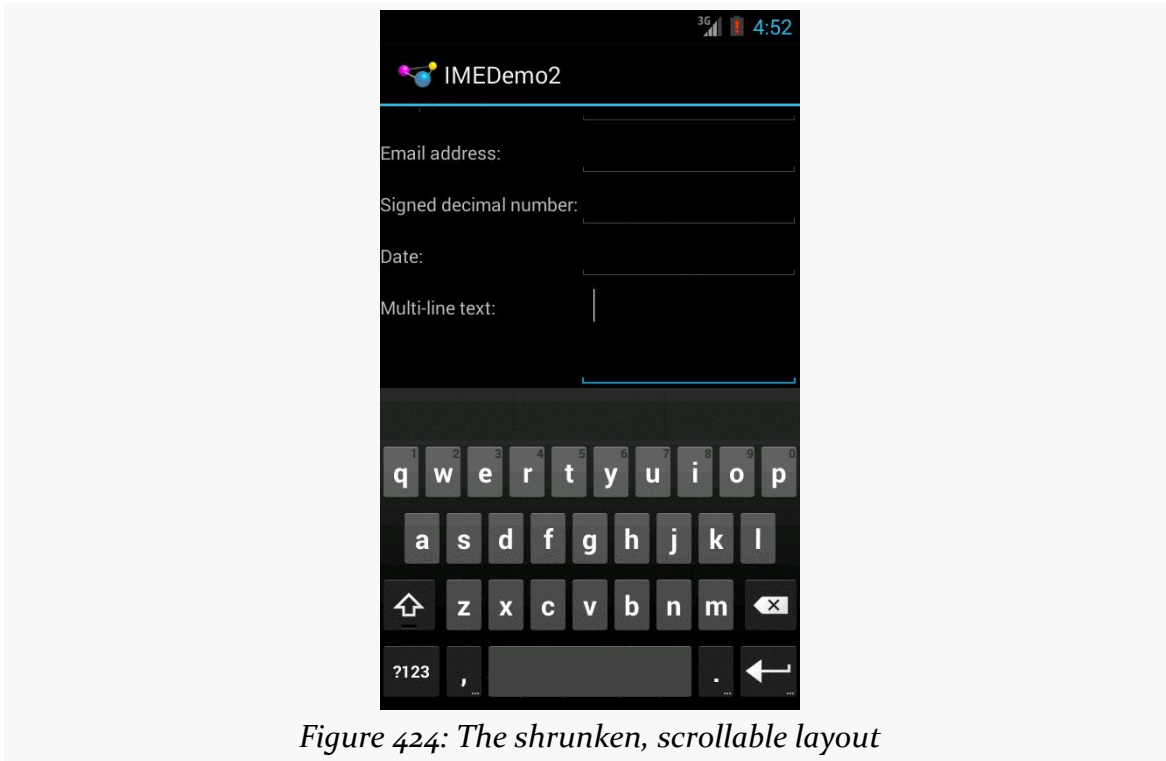 3G 4:52
IMEDemo2
Email address:
Signed decimal number:
Date:
Multi-line text:
1 2 3 4 5 6 7 8 9 0
q w e r t y u i o p
a s d f g h j k l
z x c v b n m
?123 , ... . ... ...
Figure 424: The shrunken, scrollable layout